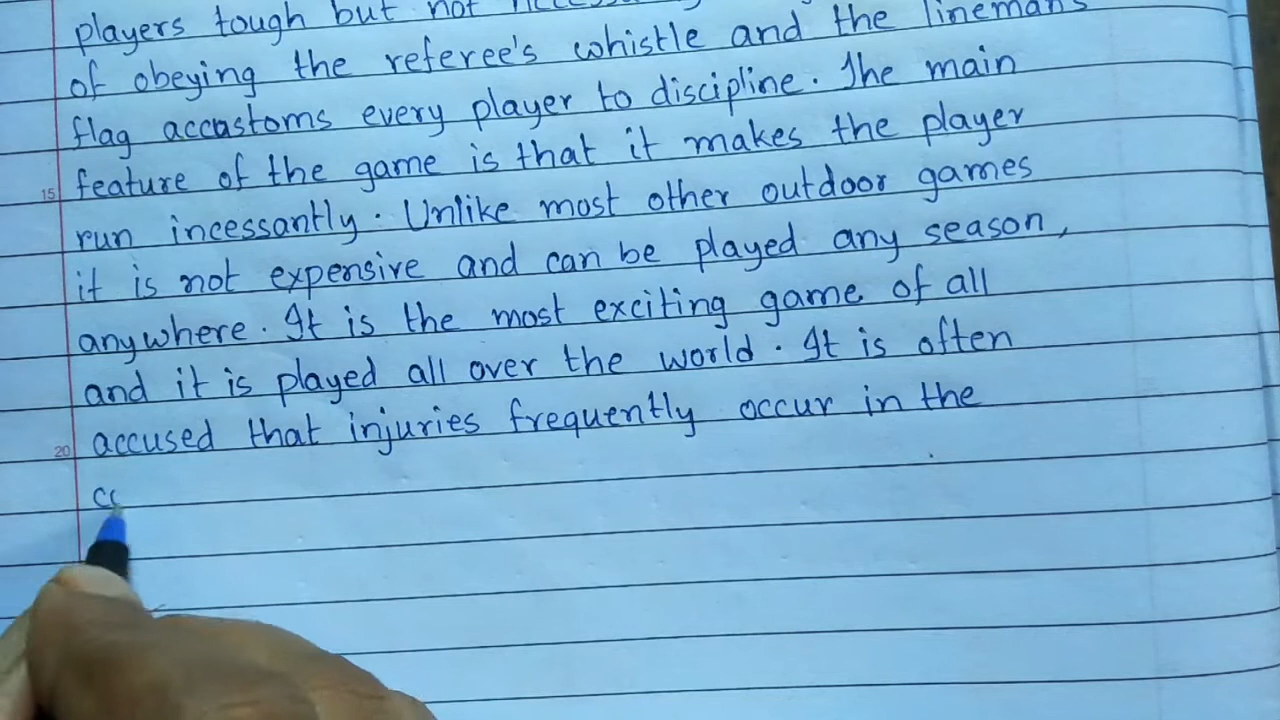 players tough but not
of obeying the referee's whistle and the lineman's
flag accastoms every player to discipline. The main
feature of the game is that it makes the player
15
run incessantly. Unlike most other outdoor games
it is not expensive and can be played any season,
anywhere. It is the most exciting game of all
and it is played all over the world. It is often
accused that injuries frequently occur in the
20